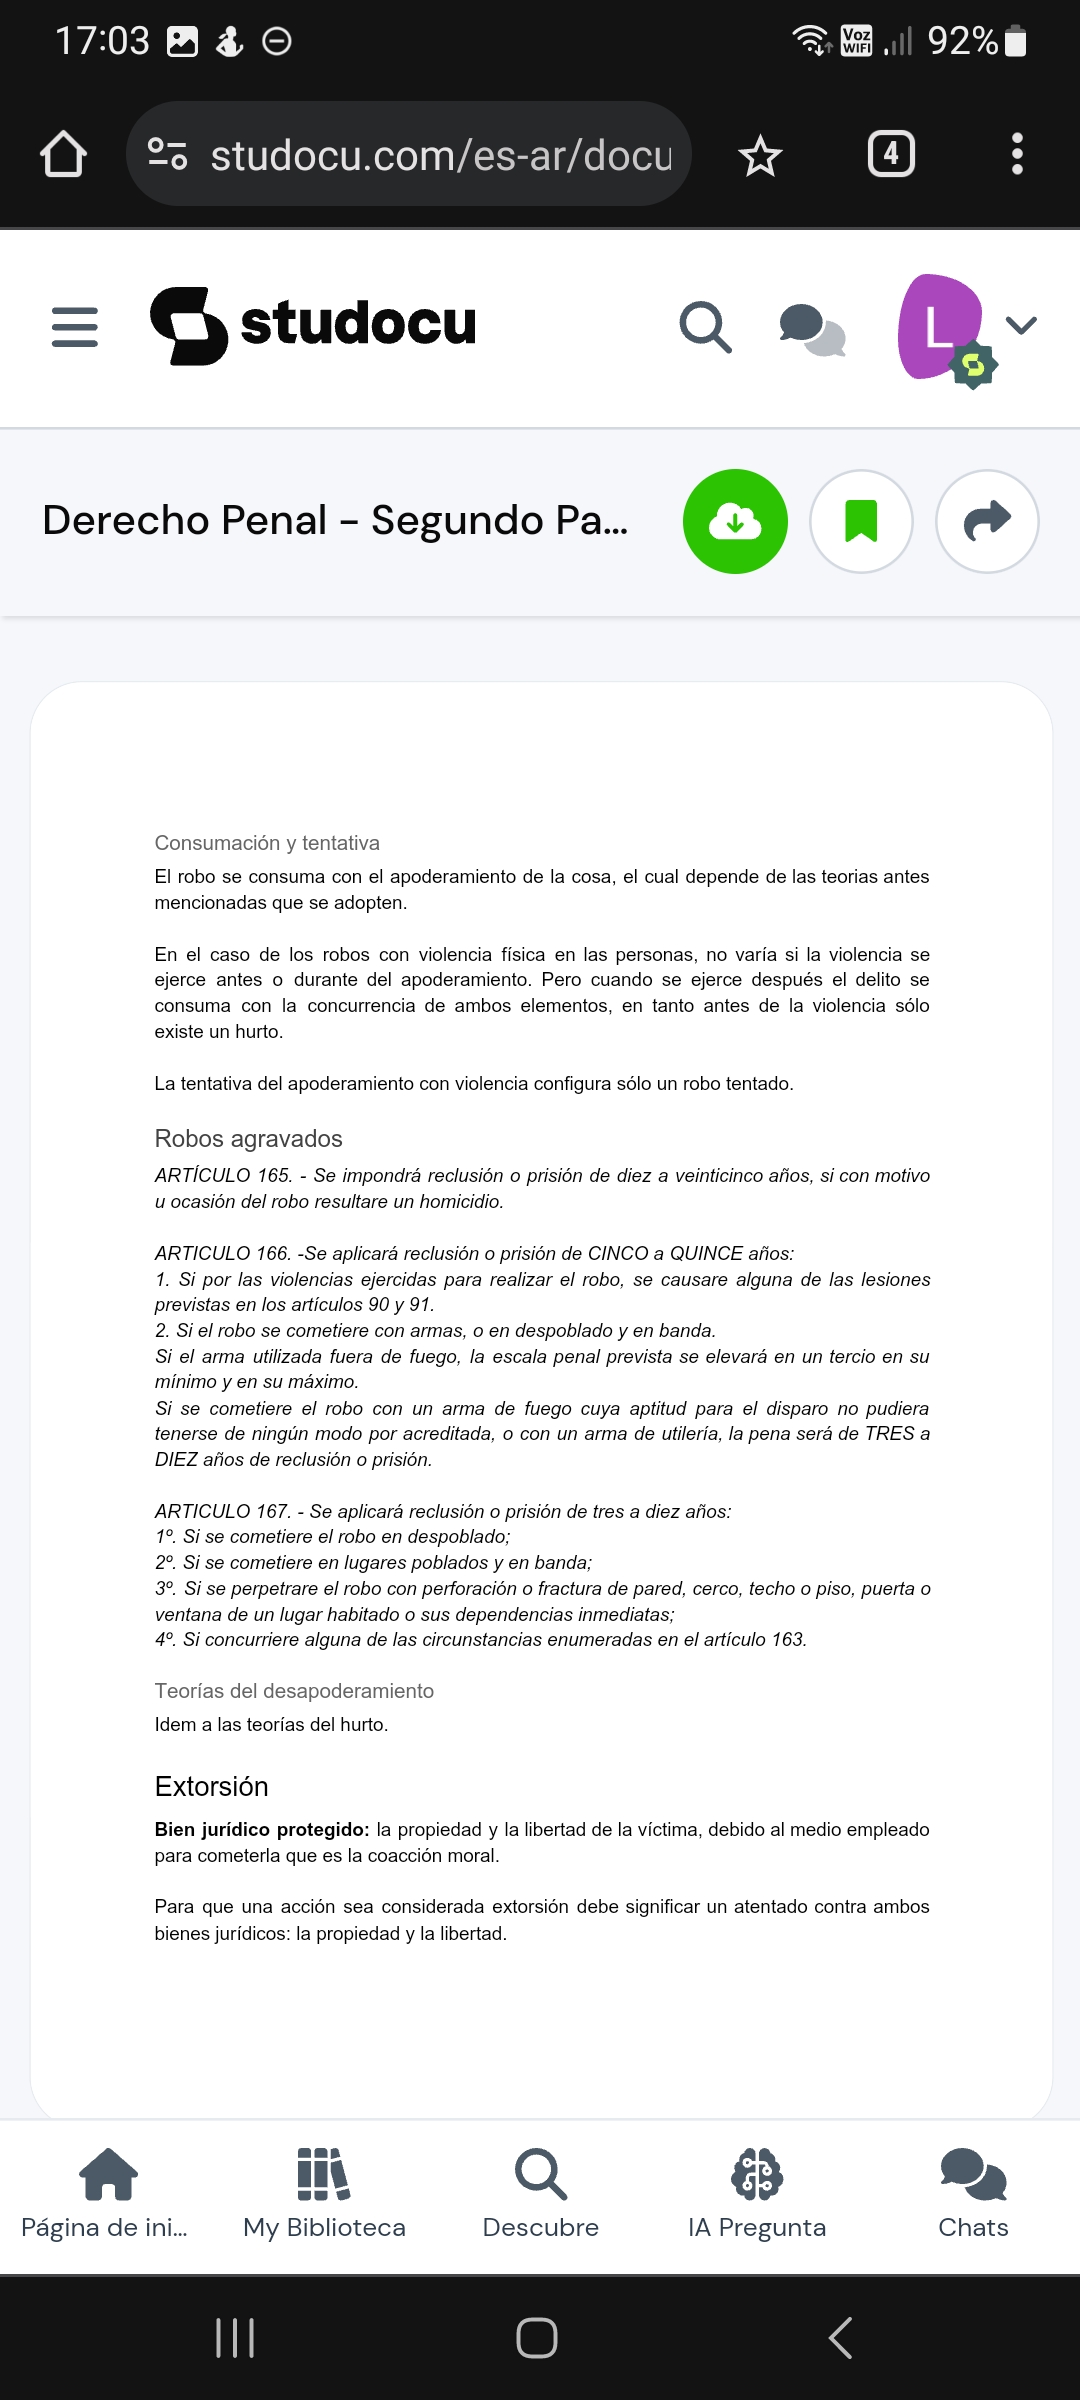 17:03
Voz WIFI 92%
studocu.com/es-ar/docu
4
studocu
L
Derecho Penal - Segundo Pa...
Consumación y tentativa
El robo se consuma con el apoderamiento de la cosa, el cual depende de las teorias antes
mencionadas que se adopten.
En el caso de los robos con violencia física en las personas, no varía si la violencia se
ejerce antes o durante del apoderamiento. Pero cuando se ejerce después el delito se
consuma con la concurrencia de ambos elementos, en tanto antes de la violencia sólo
existe un hurto.
La tentativa del apoderamiento con violencia configura sólo un robo tentado.
Robos agravados
ARTÍCULO 165. - Se impondrá reclusión o prisión de diez a veinticinco años, si con motivo
u ocasión del robo resultare un homicidio.
ARTICULO 166. -Se aplicará reclusión o prisión de CINCO a QUINCE años:
1. Si por las violencias ejercidas para realizar el robo, se causare alguna de las lesiones
previstas en los artículos 90 y 91.
2. Si el robo se cometiere con armas, o en despoblado y en banda.
Si el arma utilizada fuera de fuego, la escala penal prevista se elevará en un tercio en su
mínimo y en su máximo.
Si se cometiere el robo con un arma de fuego cuya aptitud para el disparo no pudiera
tenerse de ningún modo por acreditada, o con un arma de utilería, la pena será de TRES a
DIEZ años de reclusión o prisión.
ARTICULO 167. - Se aplicará reclusión o prisión de tres a diez años:
1º. Si se cometiere el robo en despoblado;
2º. Si se cometiere en lugares poblados y en banda;
3º. Si se perpetrare el robo con perforación o fractura de pared, cerco, techo o piso, puerta o
ventana de un lugar habitado o sus dependencias inmediatas;
4º. Si concurriere alguna de las circunstancias enumeradas en el artículo 163.
Teorías del desapoderamiento
Idem a las teorías del hurto.
Extorsión
Bien jurídico protegido: la propiedad y la libertad de la víctima, debido al medio empleado
para cometerla que es la coacción moral.
Para que una acción sea considerada extorsión debe significar un atentado contra ambos
bienes jurídicos: la propiedad y la libertad.
Página de ini... My Biblioteca Descubre IA Pregunta Chats